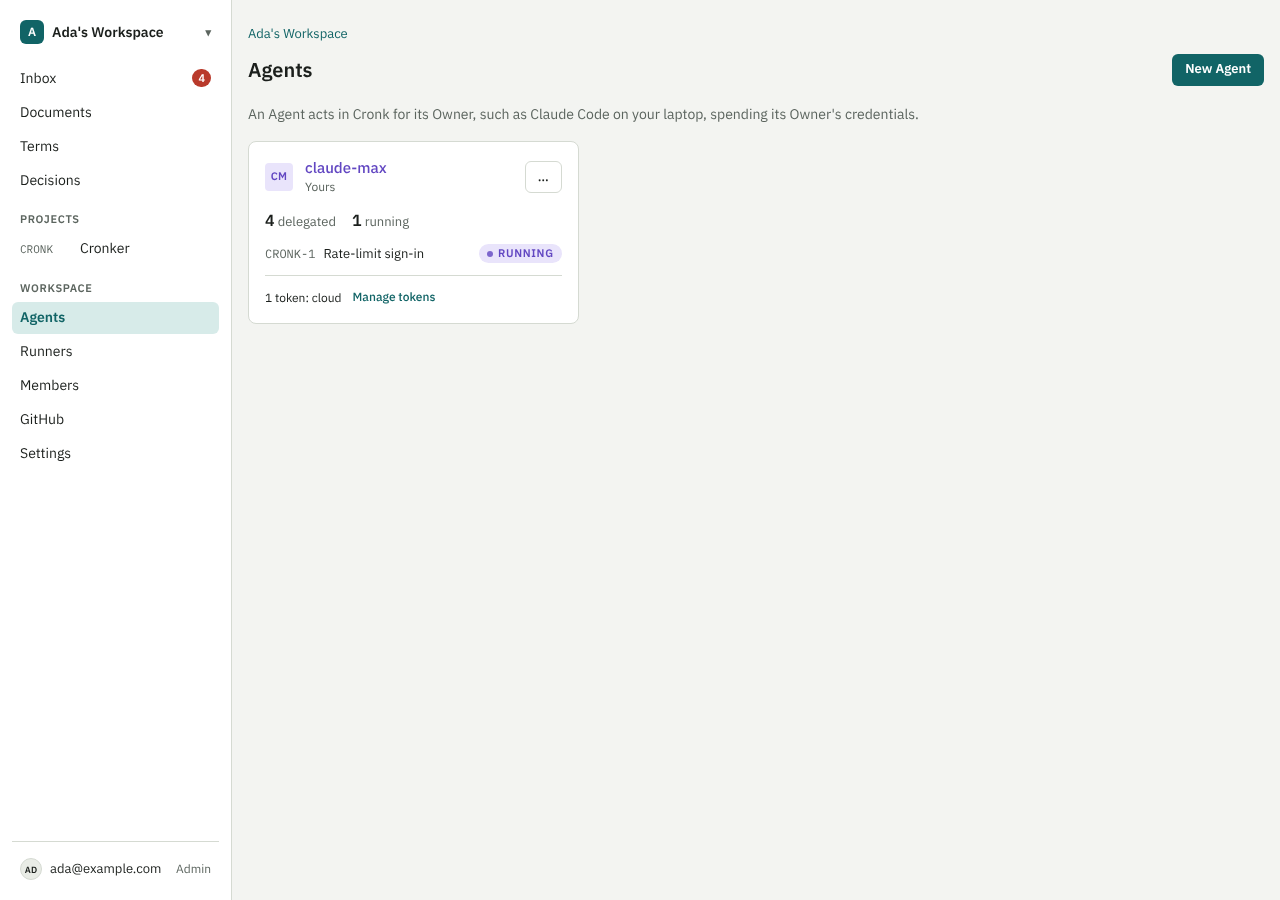 A Ada's Workspace ▾
Inbox 4
Documents
Terms
Decisions
PROJECTS
CRONK Cronker
WORKSPACE
Agents
Runners
Members
GitHub
Settings
AD ada@example.com Admin
Ada's Workspace
Agents
New Agent
An Agent acts in Cronk for its Owner, such as Claude Code on your laptop, spending its Owner's credentials.
CM claude-max
Yours
...
4 delegated 1 running
CRONK-1 Rate-limit sign-in RUNNING
1 token: cloud Manage tokens